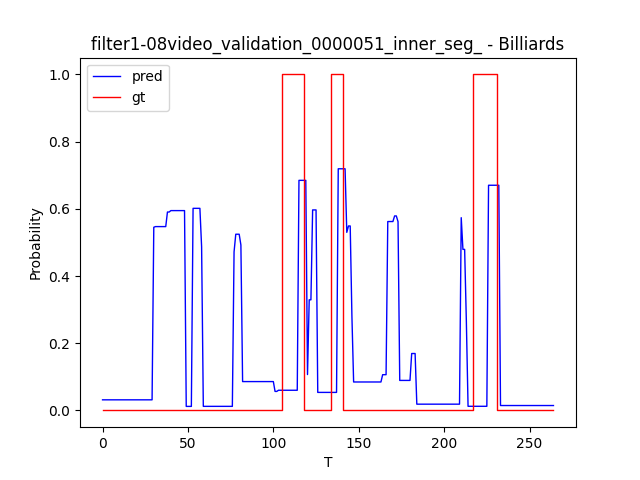 filter1-08video_validation_0000051_inner_seg_ - Billiards
pred
gt
1.0
0.8
0.6
0.4
0.2
0.0
Probability
0
50
100
150
200
250
T